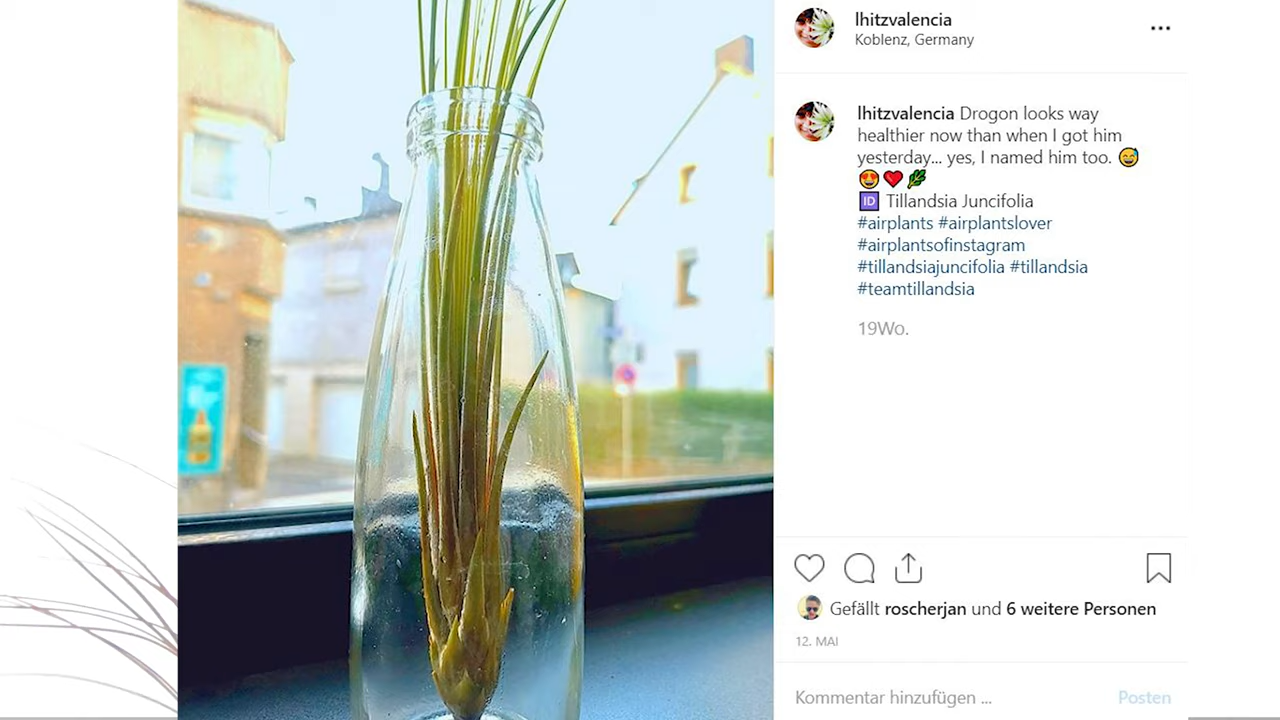 lhitzvalencia
Koblenz, Germany
lhitzvalencia Drogon looks way
healthier now than when I got him
yesterday... yes, I named him too. 😅
😍❤️🌿
🆔 Tillandsia Juncifolia
#airplants #airplantslover
#airplantsofinstagram
#tillandsiajuncifolia #tillandsia
#teamtillandsia
19Wo.
Gefällt roscherjan und 6 weitere Personen
12. MAI
Kommentar hinzufügen ...
Posten